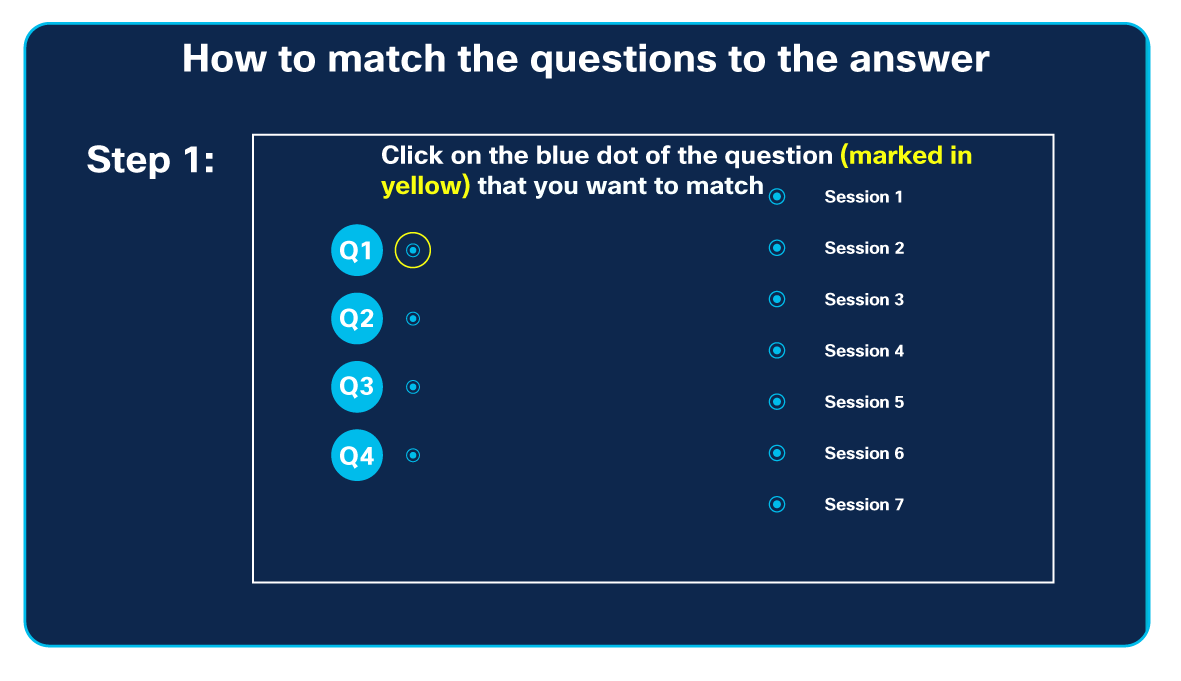 How to match the questions to the answer
Step 1:
Click on the blue dot of the question (marked in
yellow) that you want to match
Q1
Q2
Q3
Q4
Session 1
Session 2
Session 3
Session 4
Session 5
Session 6
Session 7